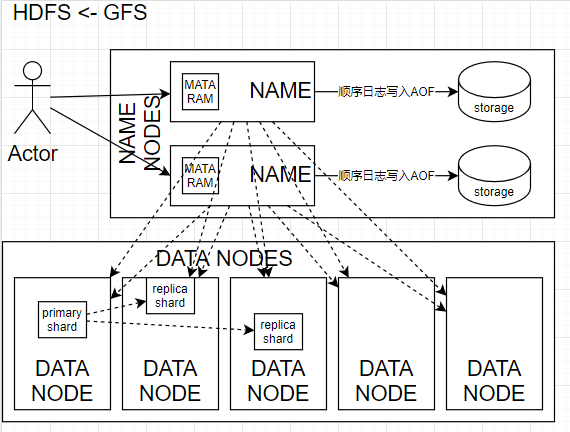 HDFS <- GFS
Actor
NAME
NODES
MATA
RAM
NAME
顺序日志写入AOF
storage
MATA
RAM
NAME
顺序日志写入AOF
storage
DATA NODES
primary
shard
replica
shard
replica
shard
DATA
NODE
DATA
NODE
DATA
NODE
DATA
NODE
DATA
NODE